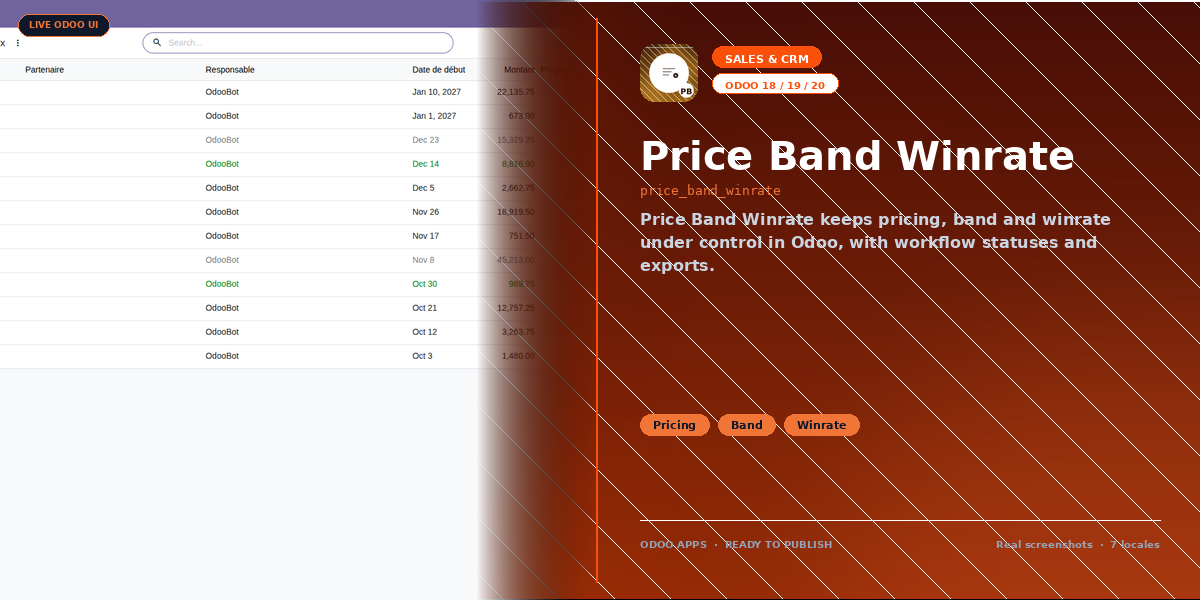 LIVE ODOO UI
x
Search...
Partenaire Responsable Date de début Montant
OdooBot Jan 10, 2027 22,135.75
OdooBot Jan 1, 2027 673.00
OdooBot Dec 23 15,329.25
OdooBot Dec 14 8,816.90
OdooBot Dec 5 2,662.75
OdooBot Nov 26 18,919.50
OdooBot Nov 17 751.50
OdooBot Nov 8 45,213.00
OdooBot Oct 30 989.75
OdooBot Oct 21 12,757.25
OdooBot Oct 12 3,263.75
OdooBot Oct 3 1,480.00
PB
SALES & CRM
ODOO 18 / 19 / 20
Price Band Winrate
price_band_winrate
Price Band Winrate keeps pricing, band and winrate
under control in Odoo, with workflow statuses and
exports.
Pricing Band Winrate
ODOO APPS · READY TO PUBLISH
Real screenshots · 7 locales